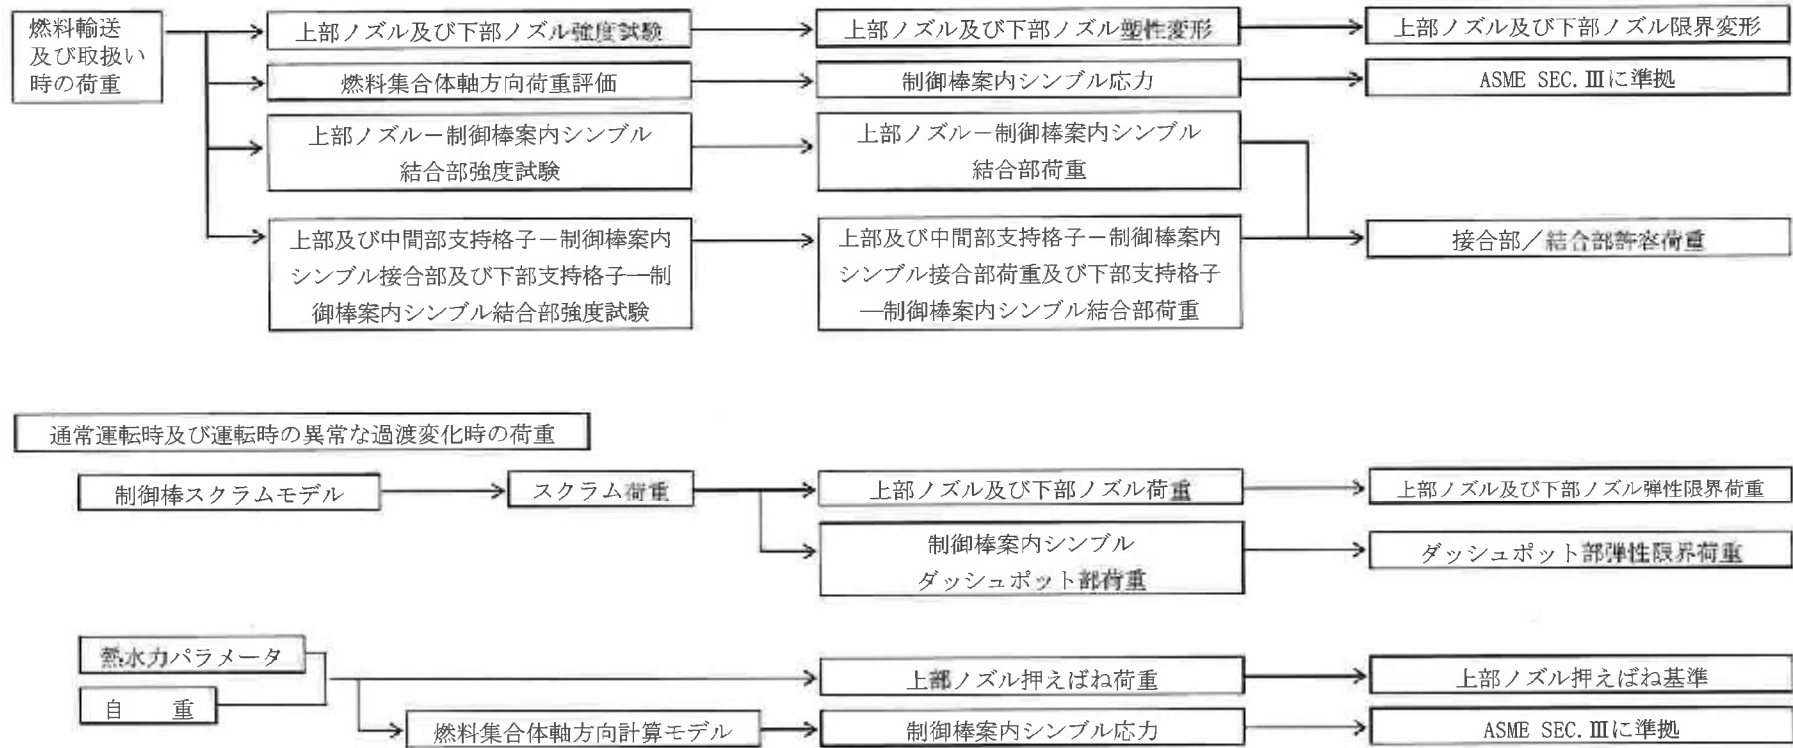 燃料輸送
及び取扱い
時の荷重
上部ノズル及び下部ノズル強度試験
上部ノズル及び下部ノズル塑性変形
上部ノズル及び下部ノズル限界変形
燃料集合体軸方向荷重評価
制御棒案内シンブル応力
ASME SEC.Ⅲに準拠
上部ノズル－制御棒案内シンブル
結合部強度試験
上部ノズル－制御棒案内シンブル
結合部荷重
上部及び中間部支持格子－制御棒案内
シンブル接合部及び下部支持格子―制
御棒案内シンブル結合部強度試験
上部及び中間部支持格子－制御棒案内
シンブル接合部荷重及び下部支持格子
―制御棒案内シンブル結合部荷重
接合部／結合部許容荷重
通常運転時及び運転時の異常な過渡変化時の荷重
制御棒スクラムモデル
スクラム荷重
上部ノズル及び下部ノズル荷重
上部ノズル及び下部ノズル弾性限界荷重
制御棒案内シンブル
ダッシュポット部荷重
ダッシュポット部弾性限界荷重
熱水力パラメータ
自　　重
上部ノズル押えばね荷重
上部ノズル押えばね基準
燃料集合体軸方向計算モデル
制御棒案内シンブル応力
ASME SEC.Ⅲに準拠